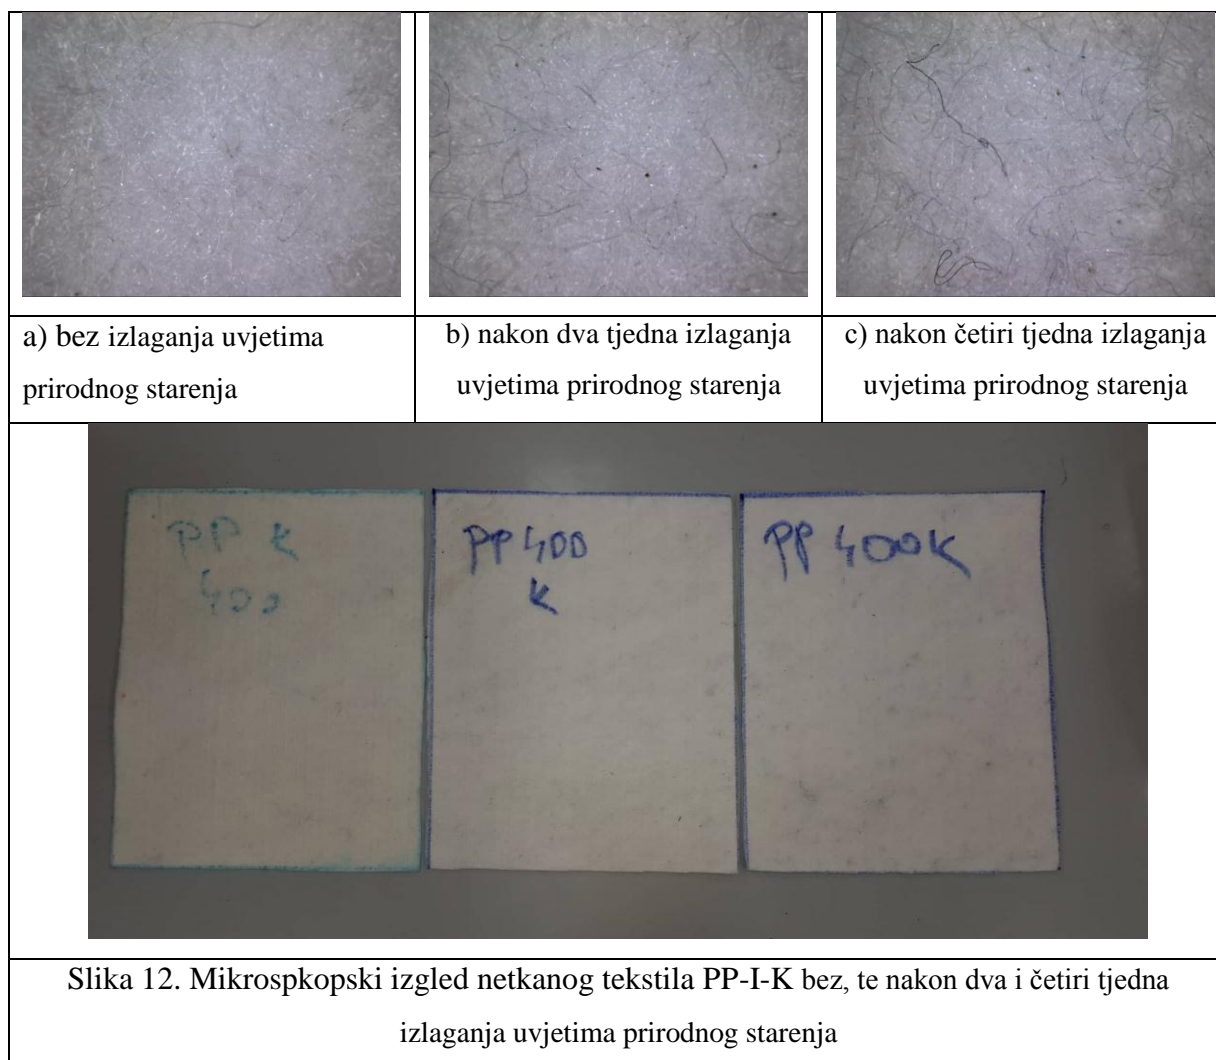 a) bez izlaganja uvjetima
prirodnog starenja
b) nakon dva tjedna izlaganja
uvjetima prirodnog starenja
c) nakon četiri tjedna izlaganja
uvjetima prirodnog starenja
PP K
400
PP 400
K
PP 400K
Slika 12. Mikrospkopski izgled netkanog tekstila PP-I-K bez, te nakon dva i četiri tjedna
izlaganja uvjetima prirodnog starenja